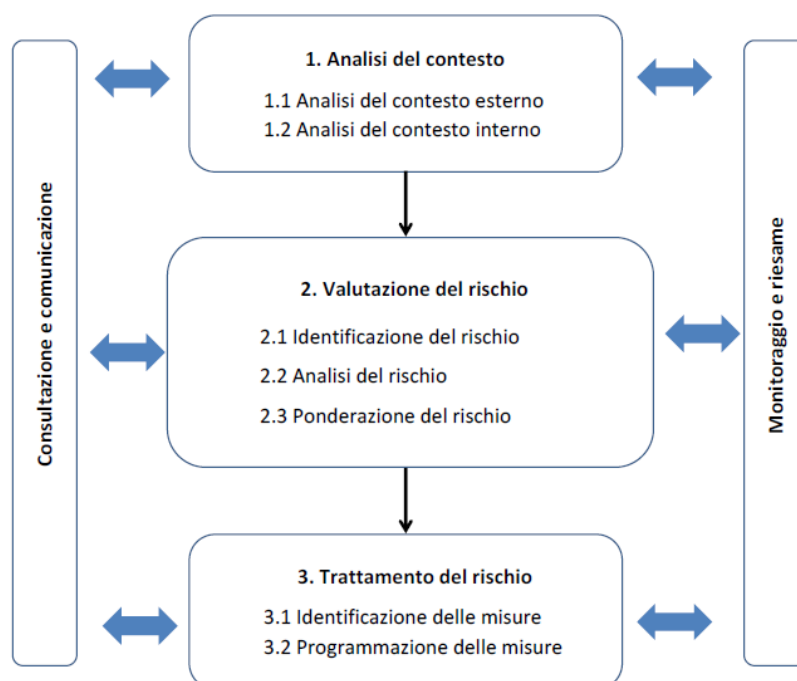 Consultazione e comunicazione
1. Analisi del contesto
1.1 Analisi del contesto esterno
1.2 Analisi del contesto interno
2. Valutazione del rischio
2.1 Identificazione del rischio
2.2 Analisi del rischio
2.3 Ponderazione del rischio
3. Trattamento del rischio
3.1 Identificazione delle misure
3.2 Programmazione delle misure
Monitoraggio e riesame